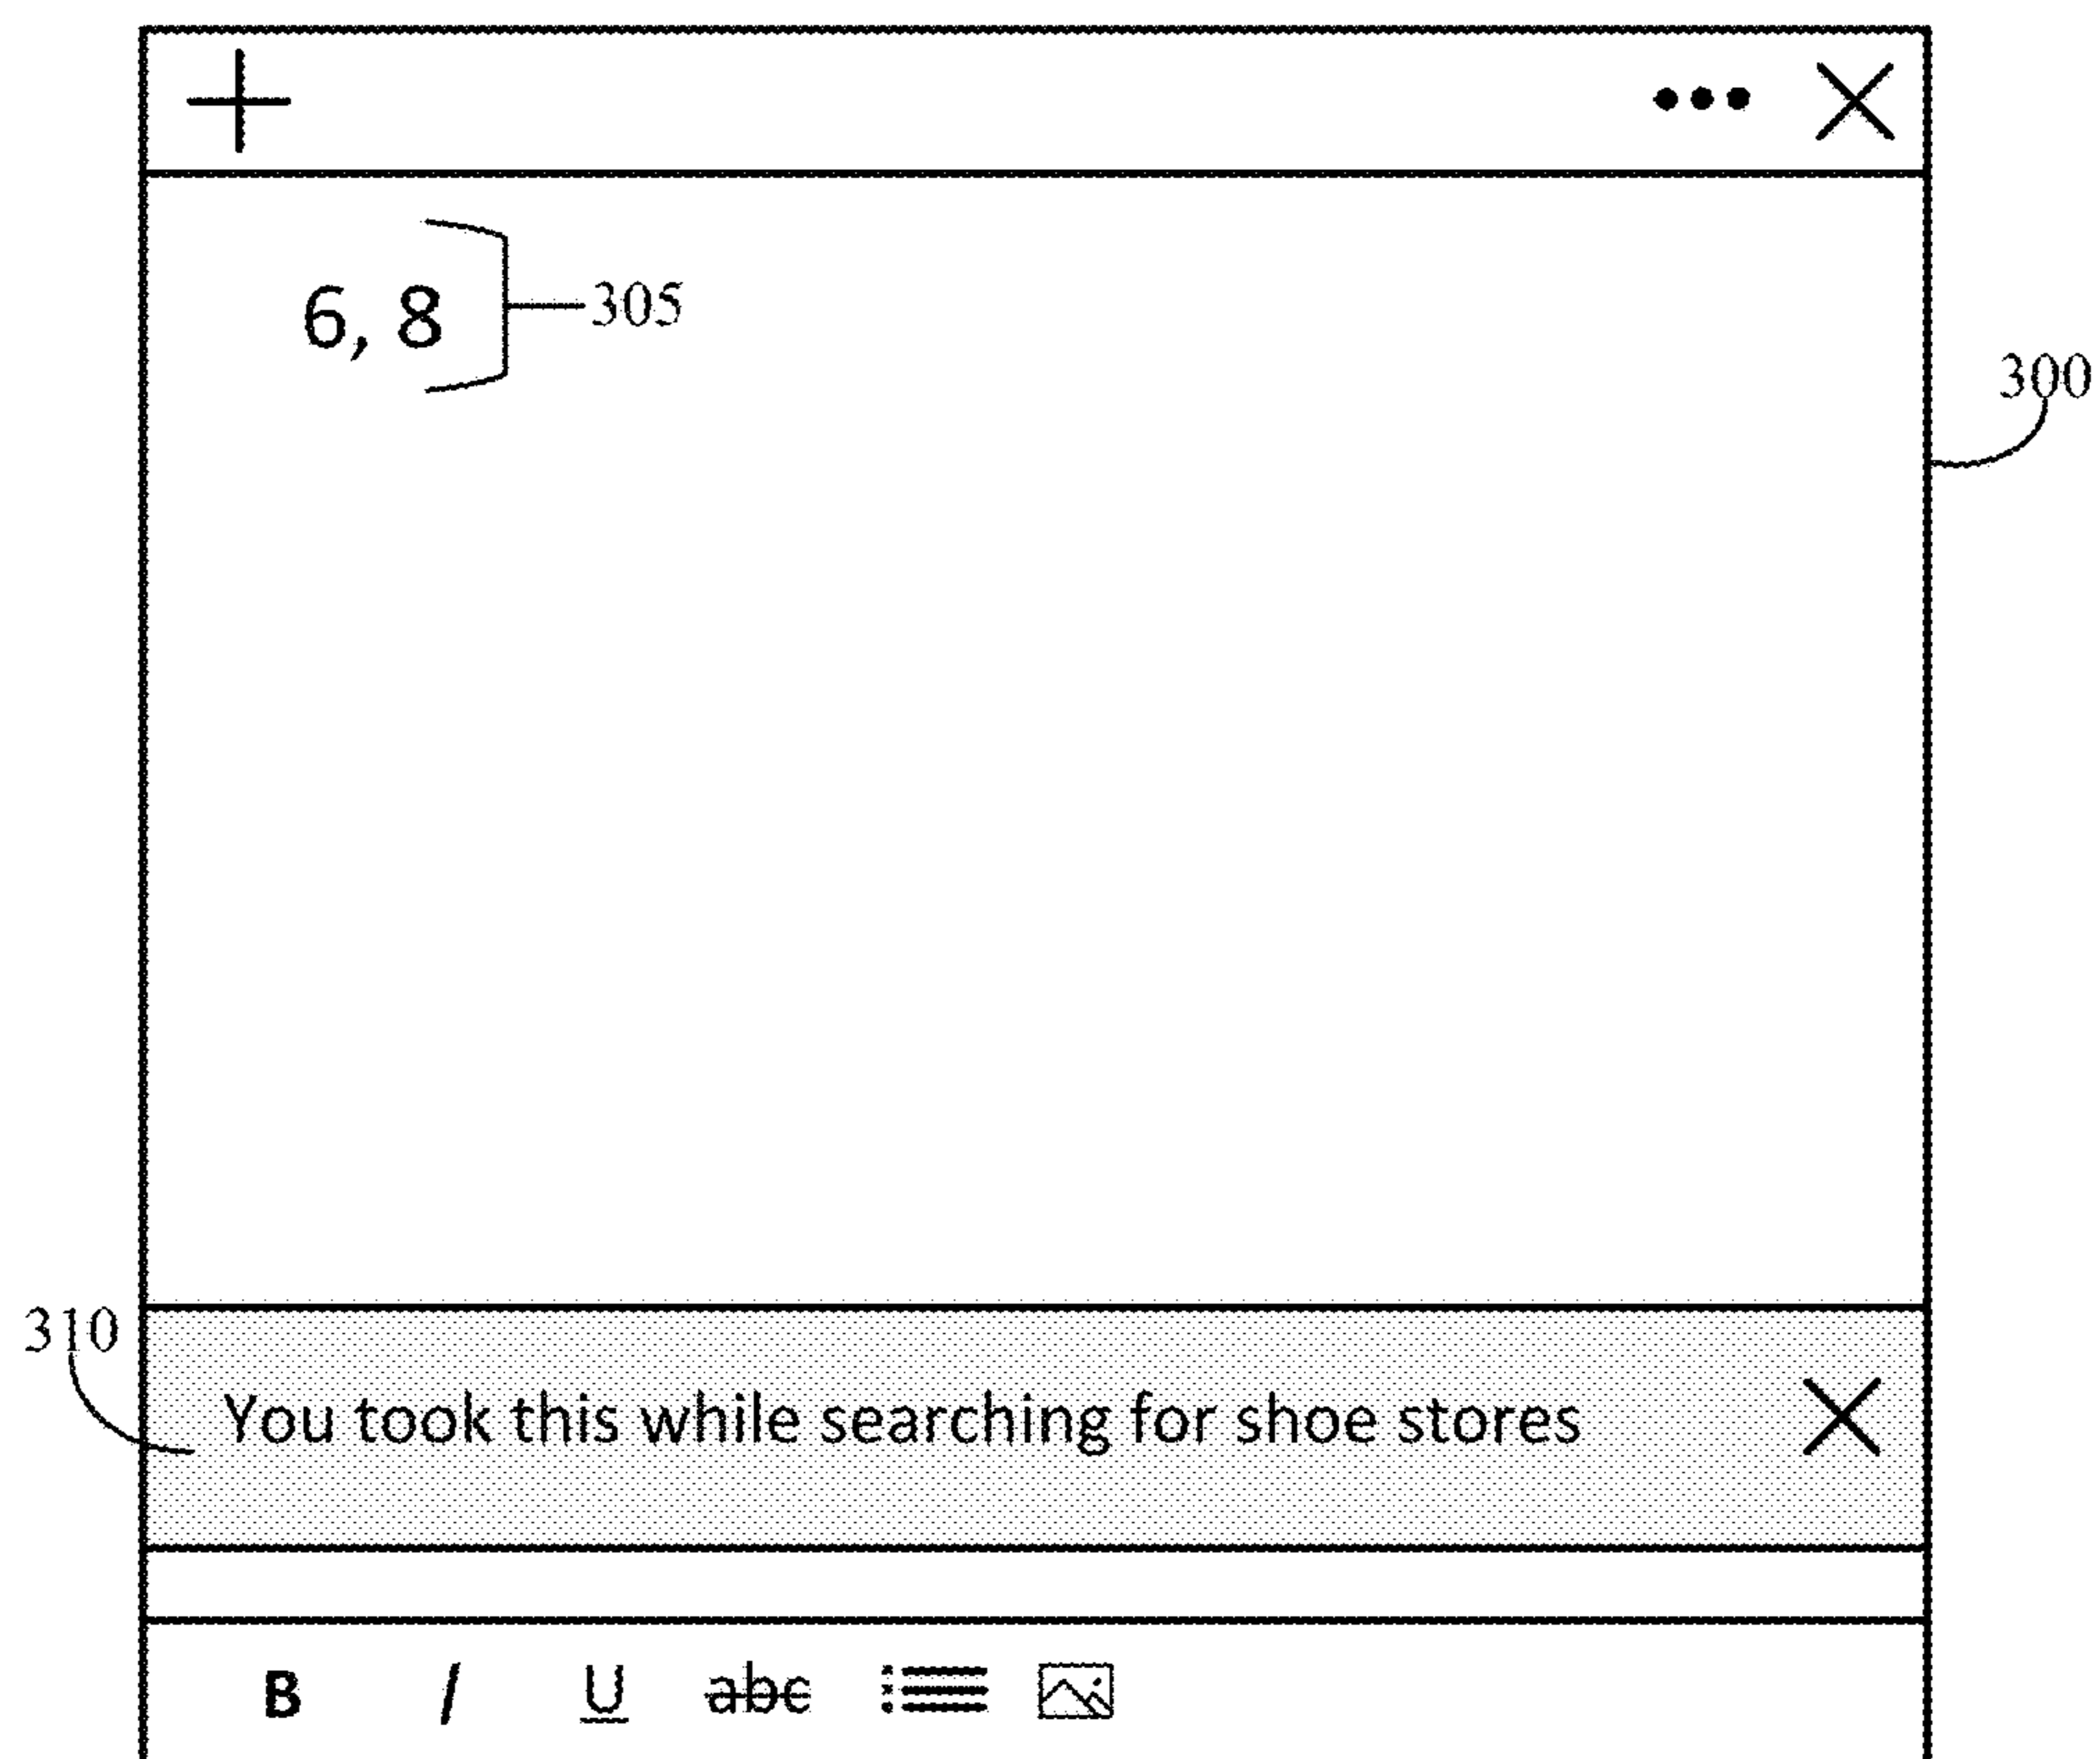 6, 8
305
300
310
You took this while searching for shoe stores
B I U abc